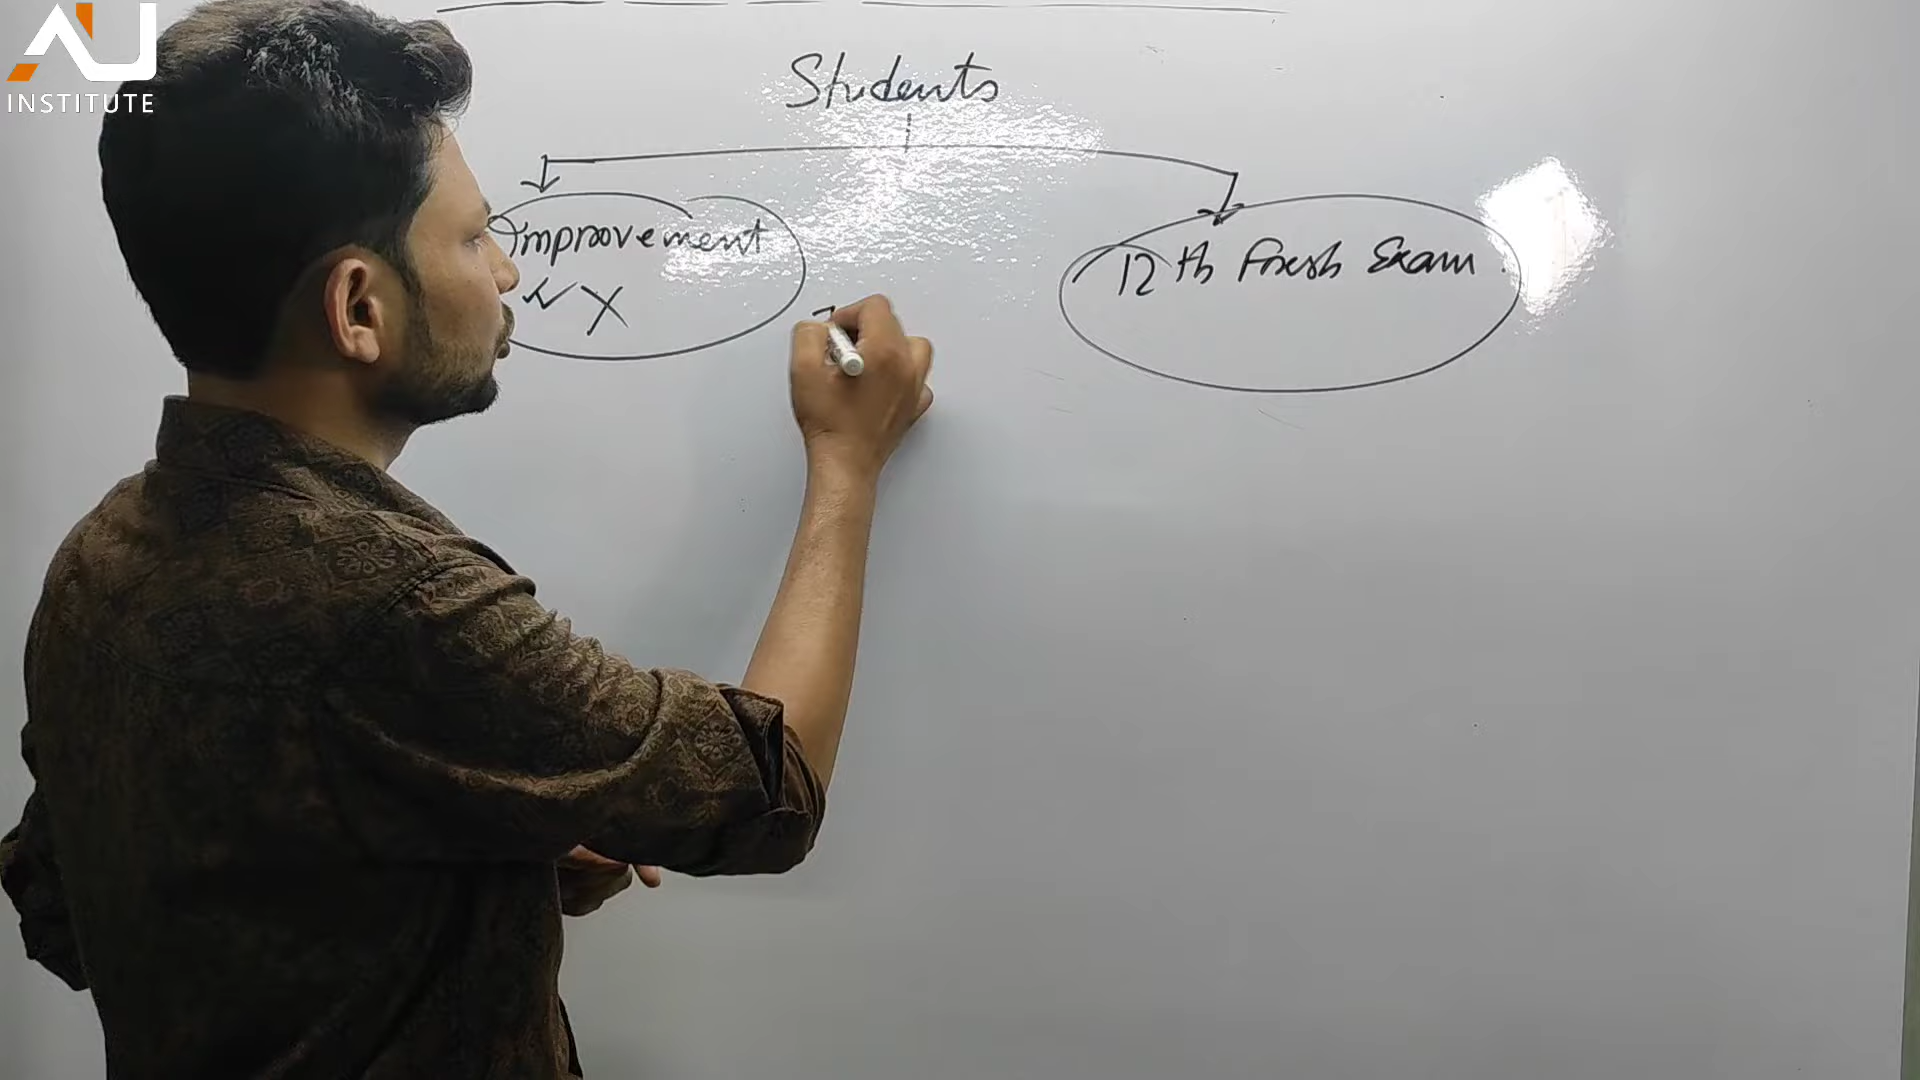 AU
INSTITUTE
Students
Improvement
X
12th Fresh Exam